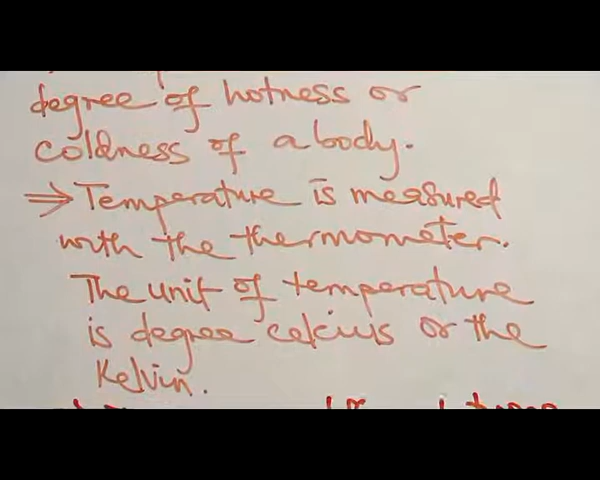 degree of hotness or
coldness of a body.
⇒ Temperature is measured
with the thermometer.
The unit of temperature
is degree celcius or the
Kelvin.